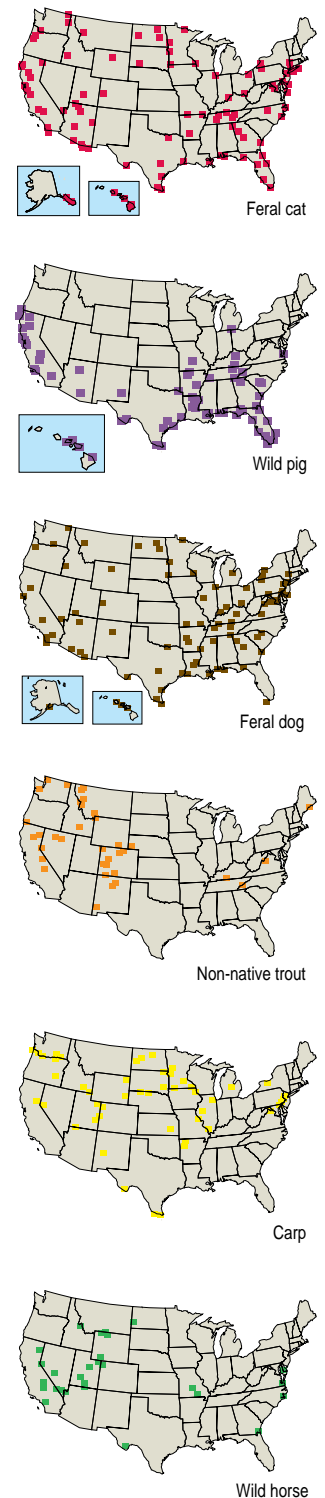 Feral cat
Wild pig
Feral dog
Non-native trout
Carp
Wild horse